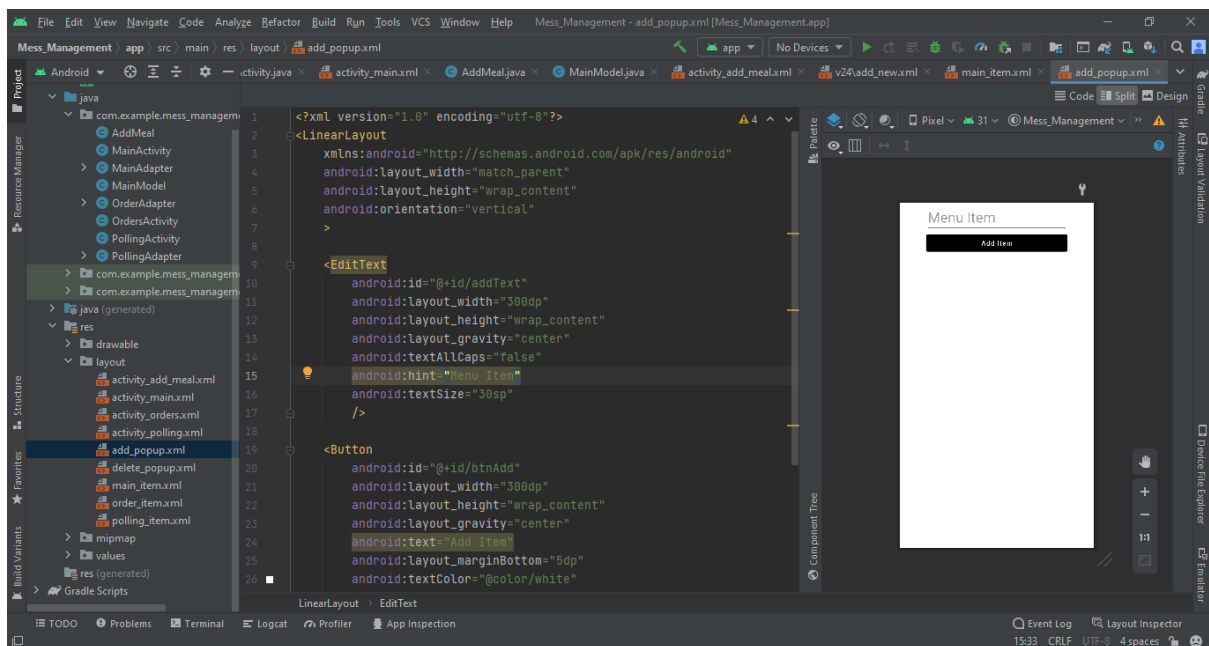 File Edit View Navigate Code Analyze Refactor Build Run Tools VCS Window Help Mess_Management - add_popup.xml [Mess_Management.app]
Mess_Management app src main res layout add_popup.xml app No Devices
Android ctivity.java activity_main.xml AddMeal.java MainModel.java activity_add_meal.xml v24\add_new.xml main_item.xml add_popup.xml
Code Split Design
Project
Resource Manager
Structure
Favorites
Build Variants
java
com.example.mess_managem
AddMeal
MainActivity
MainAdapter
MainModel
OrderAdapter
OrdersActivity
PollingActivity
PollingAdapter
com.example.mess_managem
com.example.mess_managem
java (generated)
res
drawable
layout
activity_add_meal.xml
activity_main.xml
activity_orders.xml
activity_polling.xml
add_popup.xml
delete_popup.xml
main_item.xml
order_item.xml
polling_item.xml
mipmap
values
res (generated)
Gradle Scripts
4
1 <?xml version="1.0" encoding="utf-8"?>
2 <LinearLayout
3 xmlns:android="http://schemas.android.com/apk/res/android"
4 android:layout_width="match_parent"
5 android:layout_height="wrap_content"
6 android:orientation="vertical"
7 >
8
9 <EditText
10 android:id="@+id/addText"
11 android:layout_width="300dp"
12 android:layout_height="wrap_content"
13 android:layout_gravity="center"
14 android:textAllCaps="false"
15 android:hint="Menu Item"
16 android:textSize="30sp"
17 />
18
19 <Button
20 android:id="@+id/btnAdd"
21 android:layout_width="300dp"
22 android:layout_height="wrap_content"
23 android:layout_gravity="center"
24 android:text="Add Item"
25 android:layout_marginBottom="5dp"
26 android:textColor="@color/white"
LinearLayout EditText
Palette
Component Tree
Pixel 31 Mess_Management
Menu Item
Add Item
1:1
Attributes
Gradle
Layout Validation
Device File Explorer
Emulator
TODO Problems Terminal Logcat Profiler App Inspection Event Log Layout Inspector
15:33 CRLF UTF-8 4 spaces